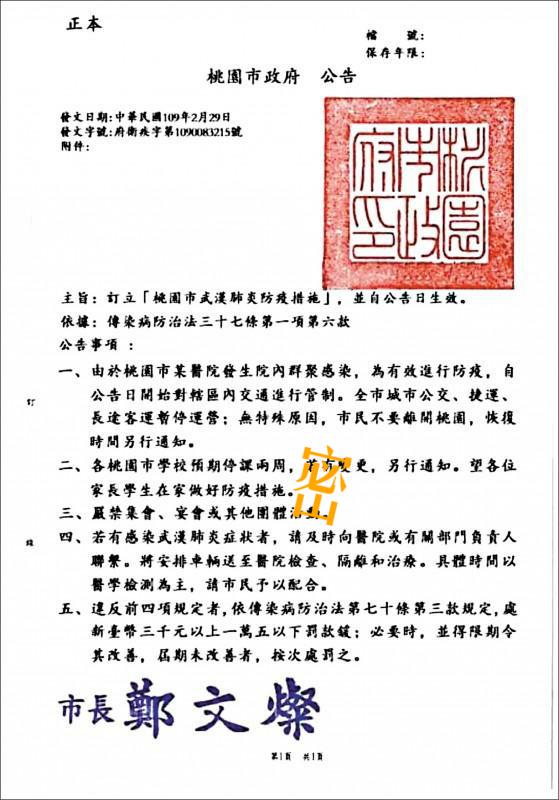 正本
檔　　號：
保存年限：
桃園市政府　公告
發文日期：中華民國109年2月29日
發文字號：府衛疾字第1090083215號
附件：
桃園市政府印
主旨：訂立「桃園市武漢肺炎防疫措施」，並自公告日生效。
依據：傳染病防治法三十七條第一項第六款
公告事項：
一、由於桃園市某醫院發生院內群聚感染，為有效進行防疫，自
公告日開始對轄區內交通進行管制。全市城市公交、捷運、
長途客運暫停運營；無特殊原因，市民不要離開桃園，恢復
時間另行通知。
二、各桃園市學校預期停課兩周，若有變更，另行通知。望各位
家長學生在家做好防疫措施。
三、嚴禁集會、宴會或其他團體活動。
四、若有感染武漢肺炎症狀者，請及時向醫院或有關部門負責人
聯繫。將安排車輛送至醫院檢查、隔離和治療。具體時間以
醫學檢測為主，請市民予以配合。
五、違反前四項規定者，依傳染病防治法第七十條第三款規定，處
新臺幣三千元以上一萬五以下罰款鍰；必要時，並得限期令
其改善，屆期未改善者，按次處罰之。
密
訂
線
市長 鄭文燦
第1頁　共1頁